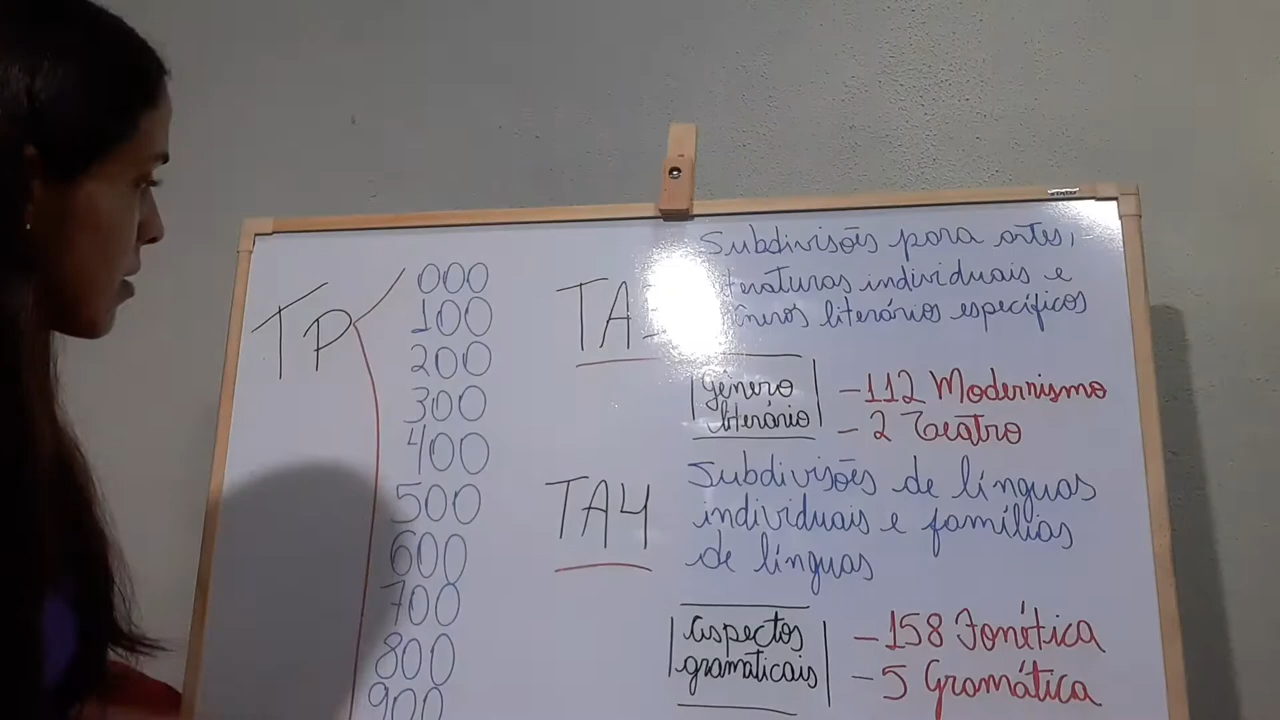 TP
000
100
200
300
400
500
600
700
800
900
TA
Subdivisões para artes,
individuais e
literários específicos
Gênero
literário
-112 Modernismo
- 2 Teatro
TA4
Subdivisões de línguas
individuais e famílias
de línguas
Aspectos
gramaticais
-158 Fonética
-5 Gramática